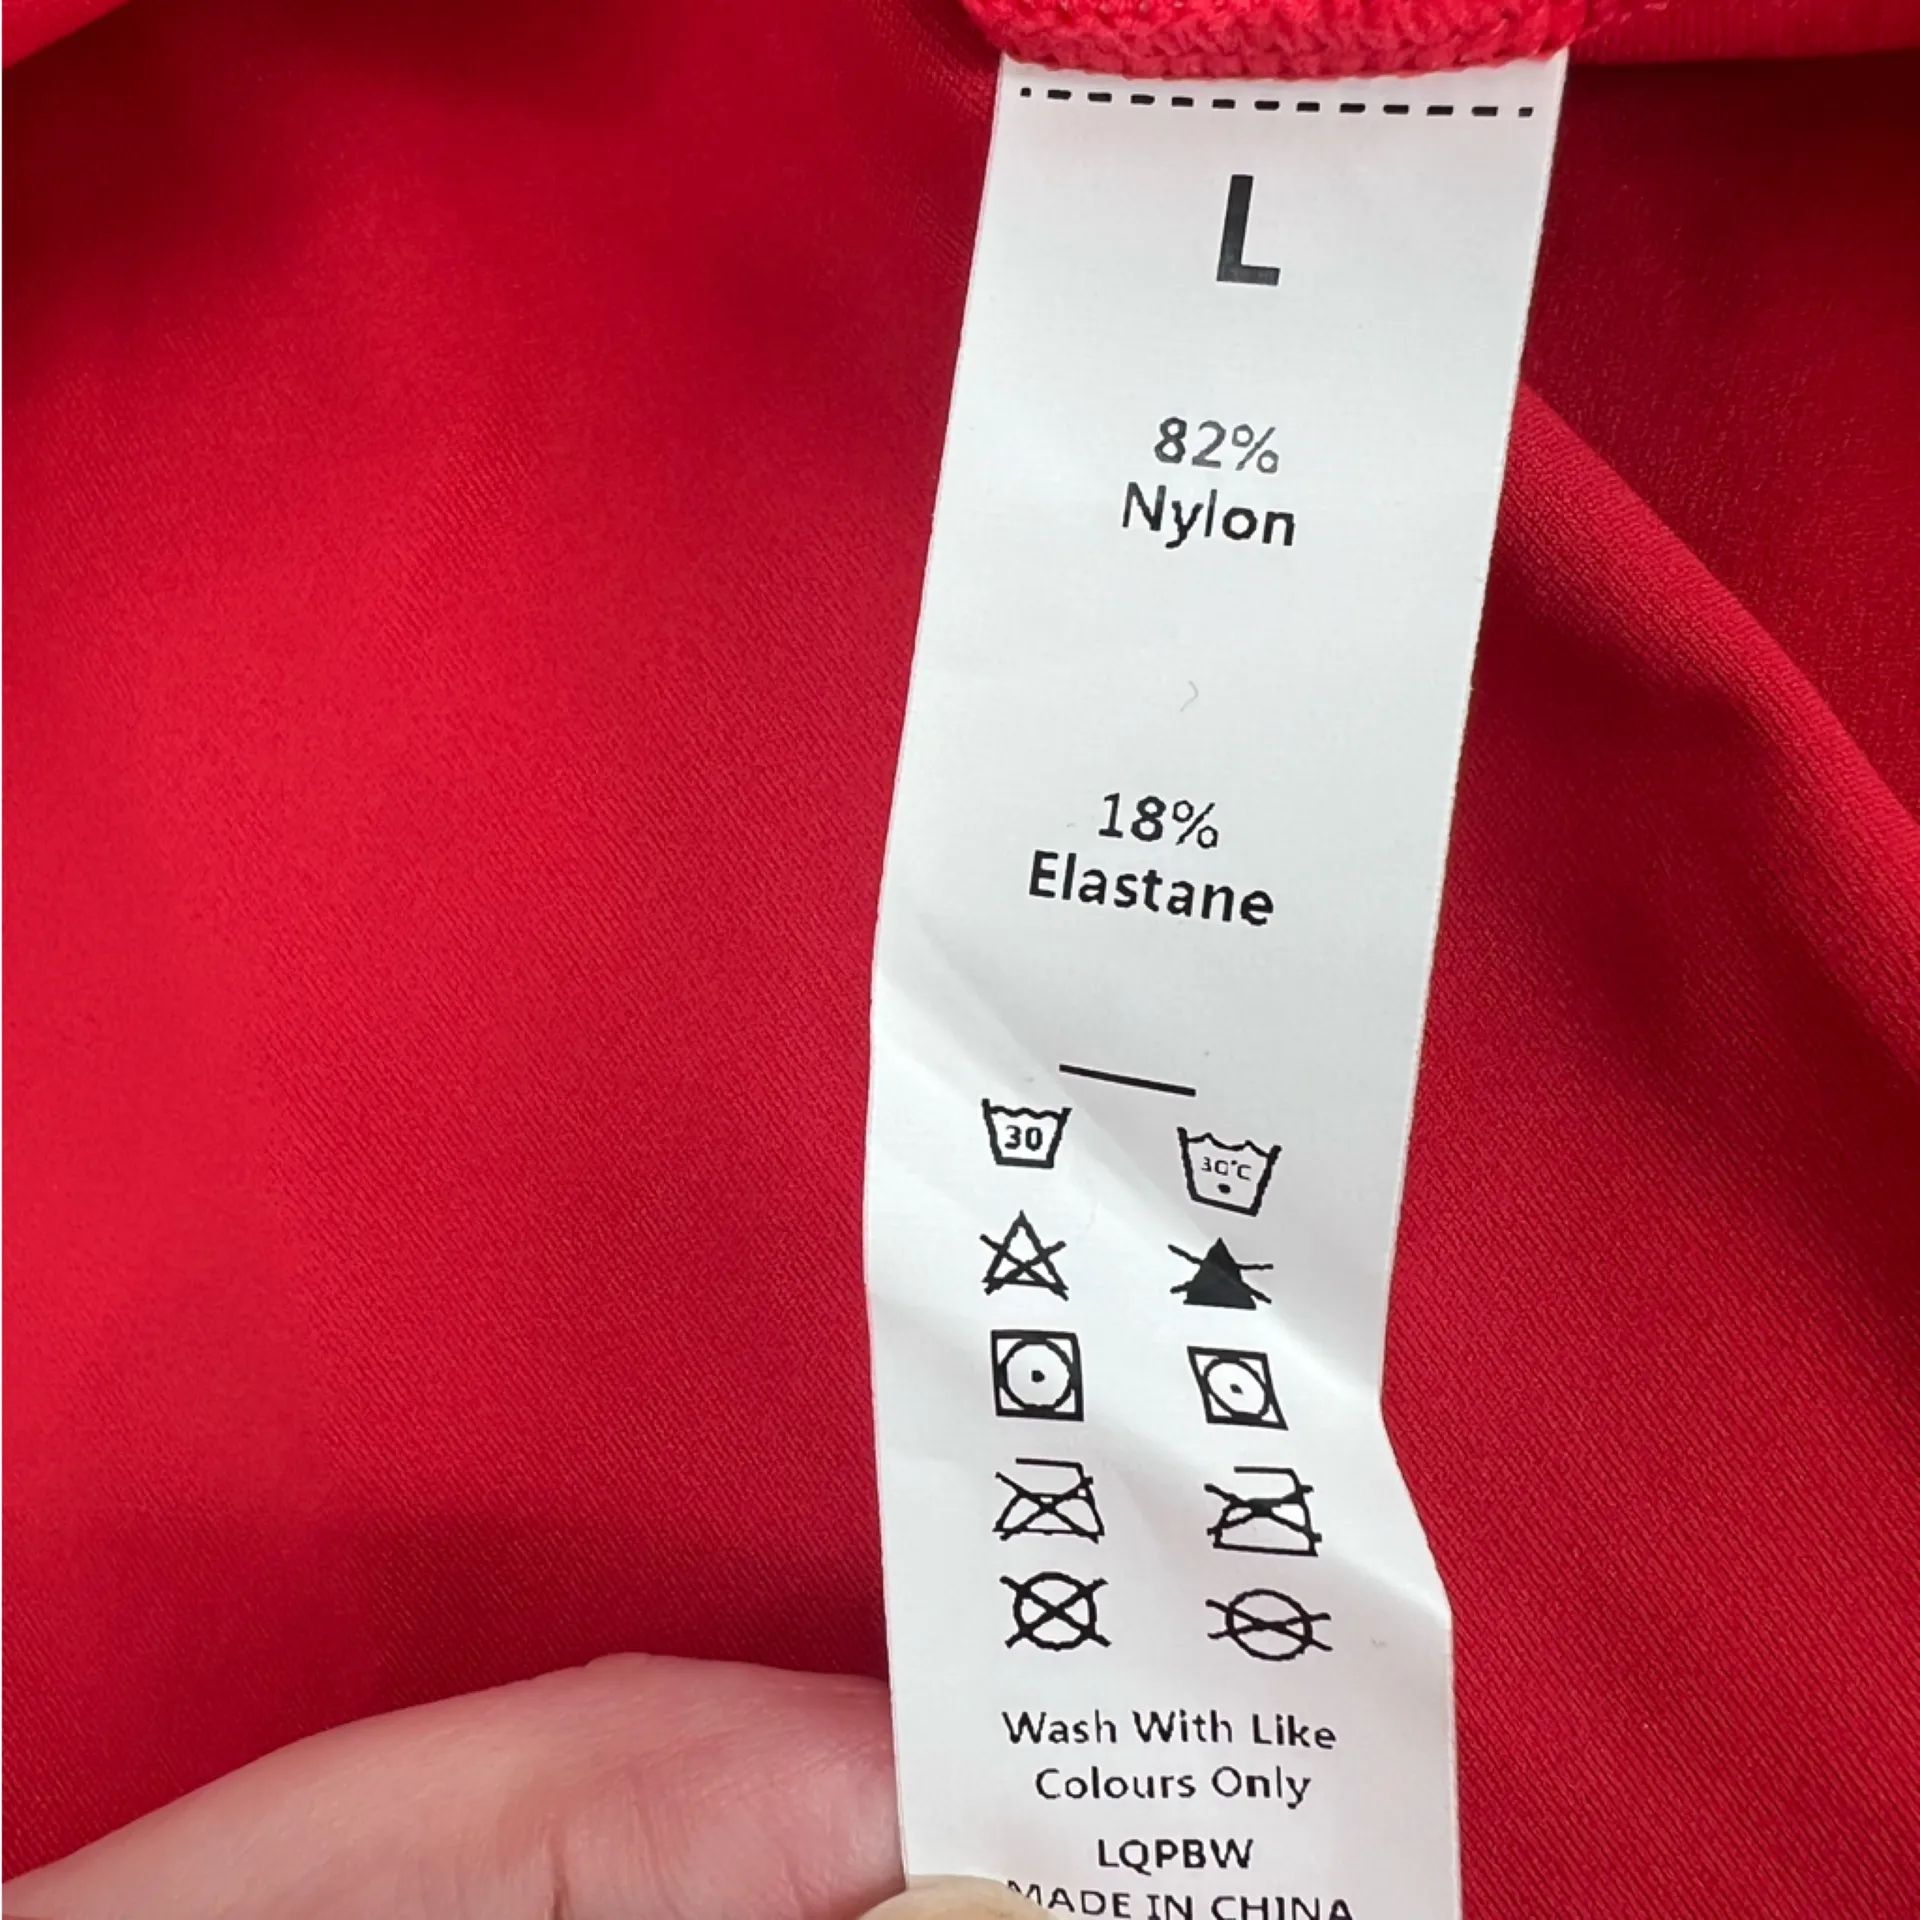 L
82%
Nylon
18%
Elastane
30
30°C
Wash With Like
Colours Only
LQPBW
MADE IN CHINA